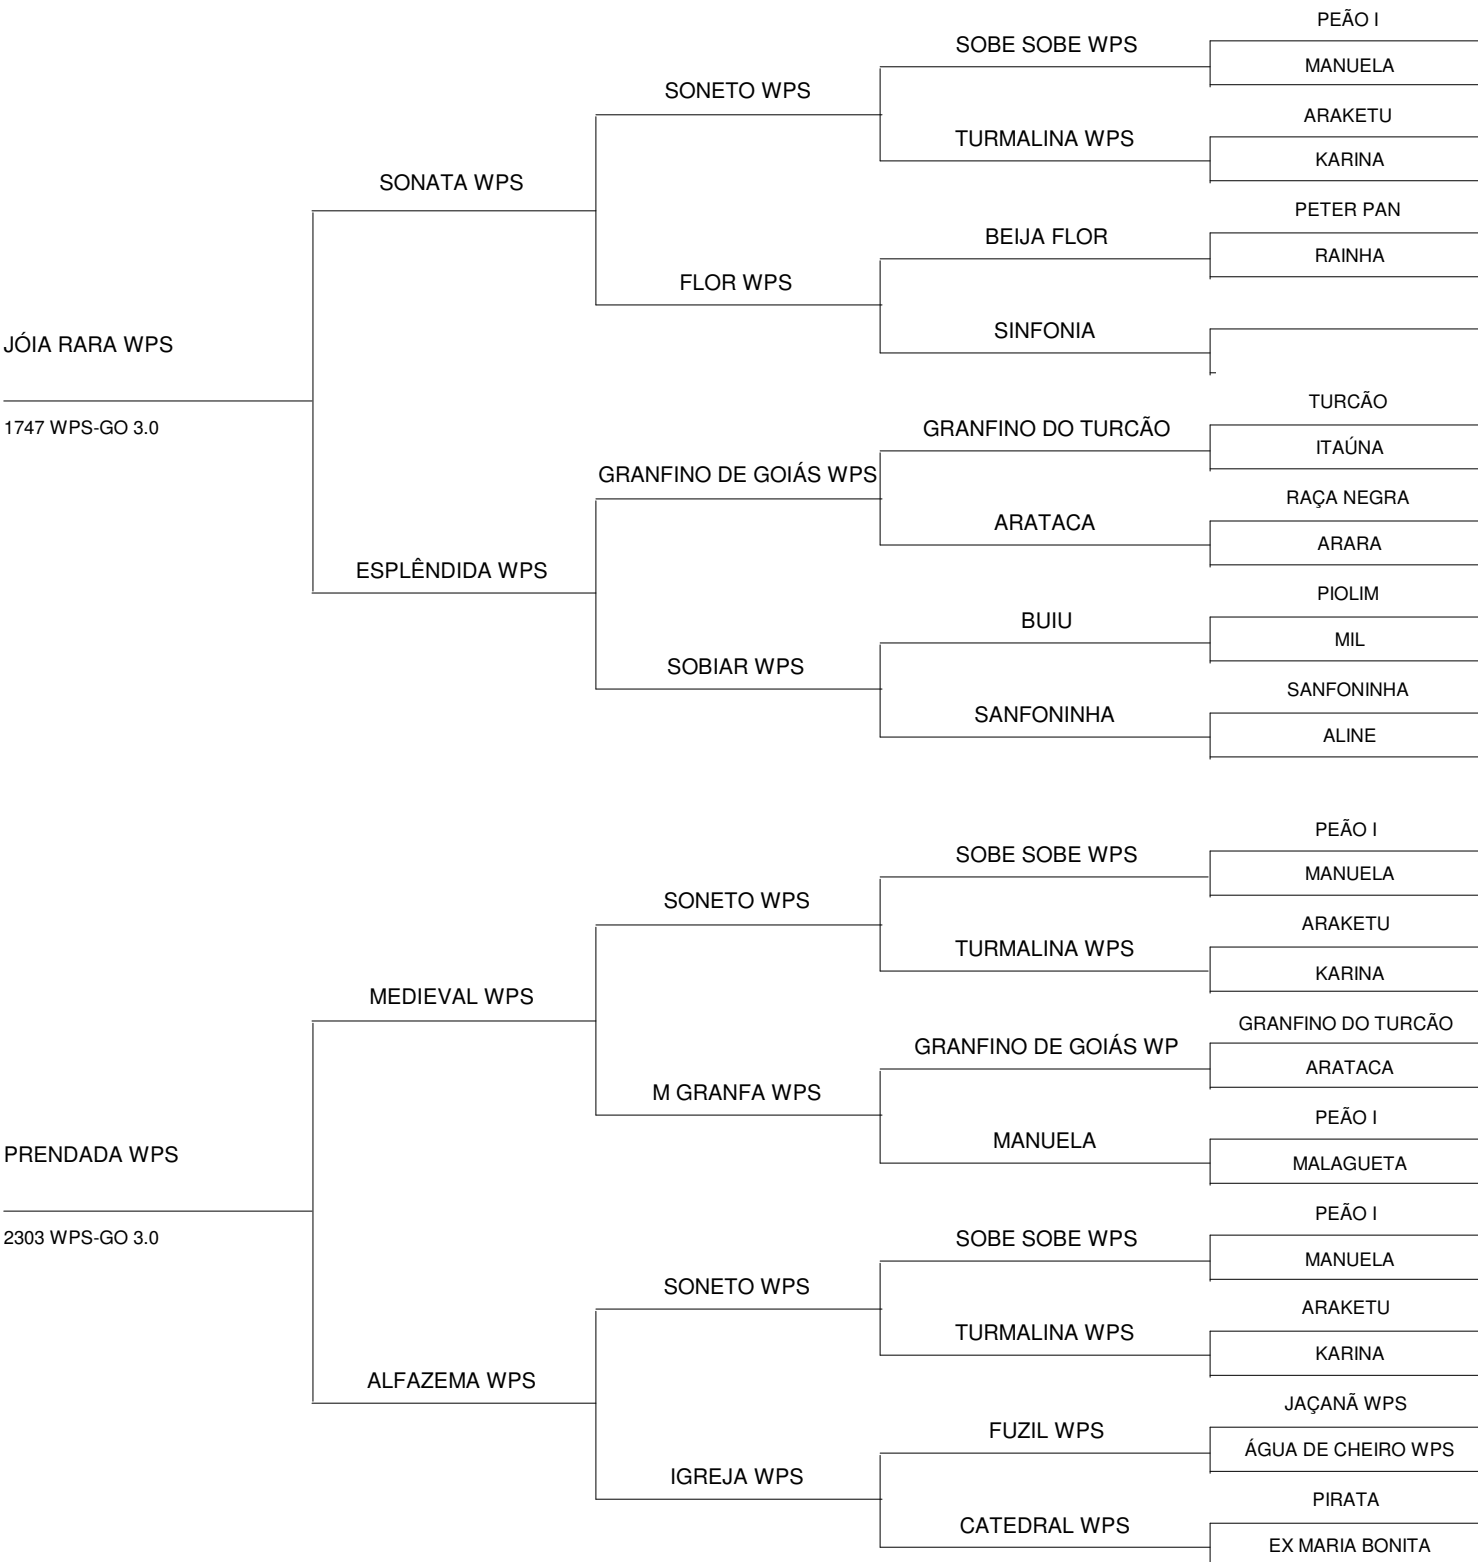 PEÃO I
SOBE SOBE WPS
MANUELA
SONETO WPS
ARAKETU
TURMALINA WPS
KARINA
SONATA WPS
PETER PAN
BEIJA FLOR
RAINHA
FLOR WPS
SINFONIA
JÓIA RARA WPS
1747 WPS-GO 3.0
TURCÃO
GRANFINO DO TURCÃO
ITAÚNA
GRANFINO DE GOIÁS WPS
RAÇA NEGRA
ARATACA
ARARA
ESPLÊNDIDA WPS
PIOLIM
BUIU
MIL
SOBIAR WPS
SANFONINHA
SANFONINHA
ALINE
PEÃO I
SOBE SOBE WPS
MANUELA
SONETO WPS
ARAKETU
TURMALINA WPS
KARINA
MEDIEVAL WPS
GRANFINO DO TURCÃO
GRANFINO DE GOIÁS WP
ARATACA
M GRANFA WPS
PEÃO I
MANUELA
MALAGUETA
PRENDADA WPS
2303 WPS-GO 3.0
PEÃO I
SOBE SOBE WPS
MANUELA
SONETO WPS
ARAKETU
TURMALINA WPS
KARINA
ALFAZEMA WPS
JAÇANÃ WPS
FUZIL WPS
ÁGUA DE CHEIRO WPS
IGREJA WPS
PIRATA
CATEDRAL WPS
EX MARIA BONITA